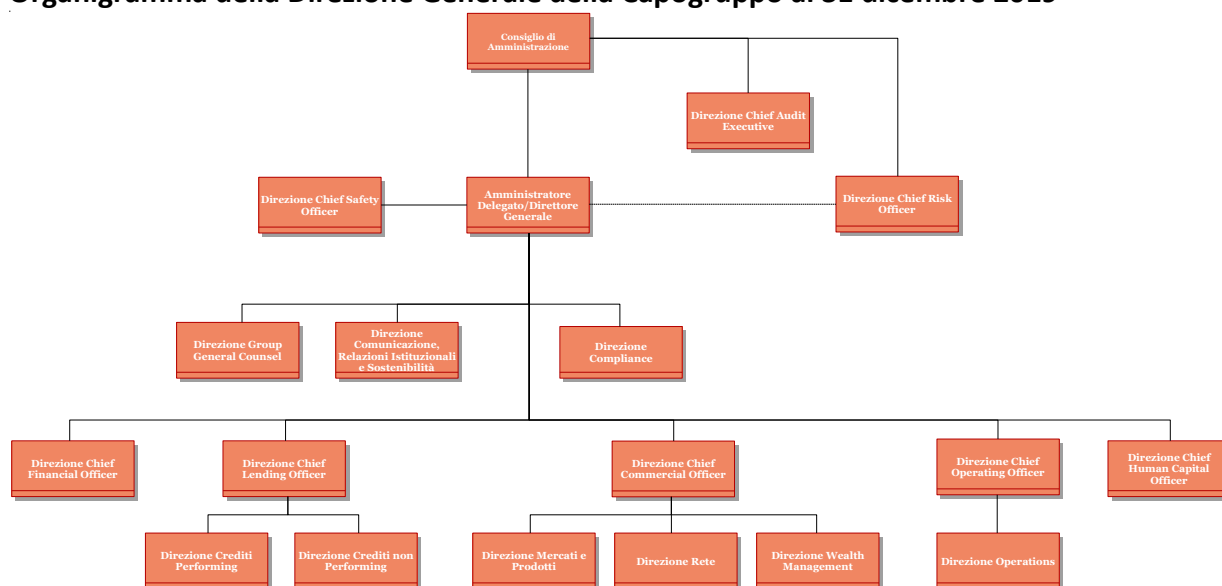 Organigramma della Direzione Generale della Capogruppo al 31 dicembre 2019
Consiglio di
Amministrazione
Direzione Chief Audit
Executive
Direzione Chief Safety
Officer
Amministratore
Delegato/Direttore
Generale
Direzione Chief Risk
Officer
Direzione Group
General Counsel
Direzione
Comunicazione,
Relazioni Istituzionali
e Sostenibilità
Direzione
Compliance
Direzione Chief
Financial Officer
Direzione Chief
Lending Officer
Direzione Chief
Commercial Officer
Direzione Chief
Operating Officer
Direzione Chief
Human Capital
Officer
Direzione Crediti
Performing
Direzione Crediti non
Performing
Direzione Mercati e
Prodotti
Direzione Rete
Direzione Wealth
Management
Direzione Operations